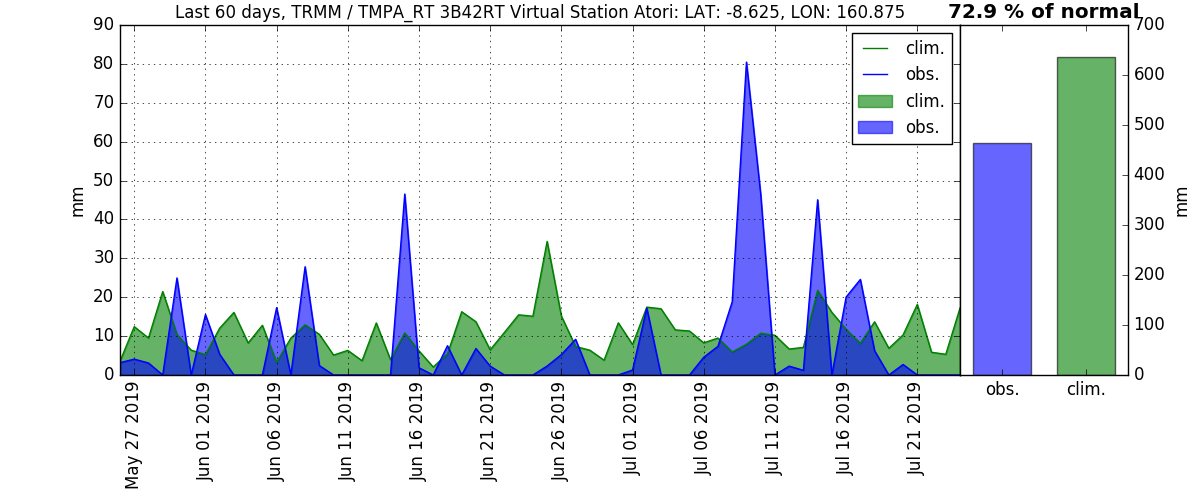 Last 60 days, TRMM / TMPA_RT 3B42RT Virtual Station Atori: LAT: -8.625, LON: 160.875
72.9 % of normal
90
80
70
60
50
40
30
20
10
0
mm
clim.
obs.
clim.
obs.
700
600
500
400
300
200
100
0
mm
obs.
clim.
May 27 2019
Jun 01 2019
Jun 06 2019
Jun 11 2019
Jun 16 2019
Jun 21 2019
Jun 26 2019
Jul 01 2019
Jul 06 2019
Jul 11 2019
Jul 16 2019
Jul 21 2019